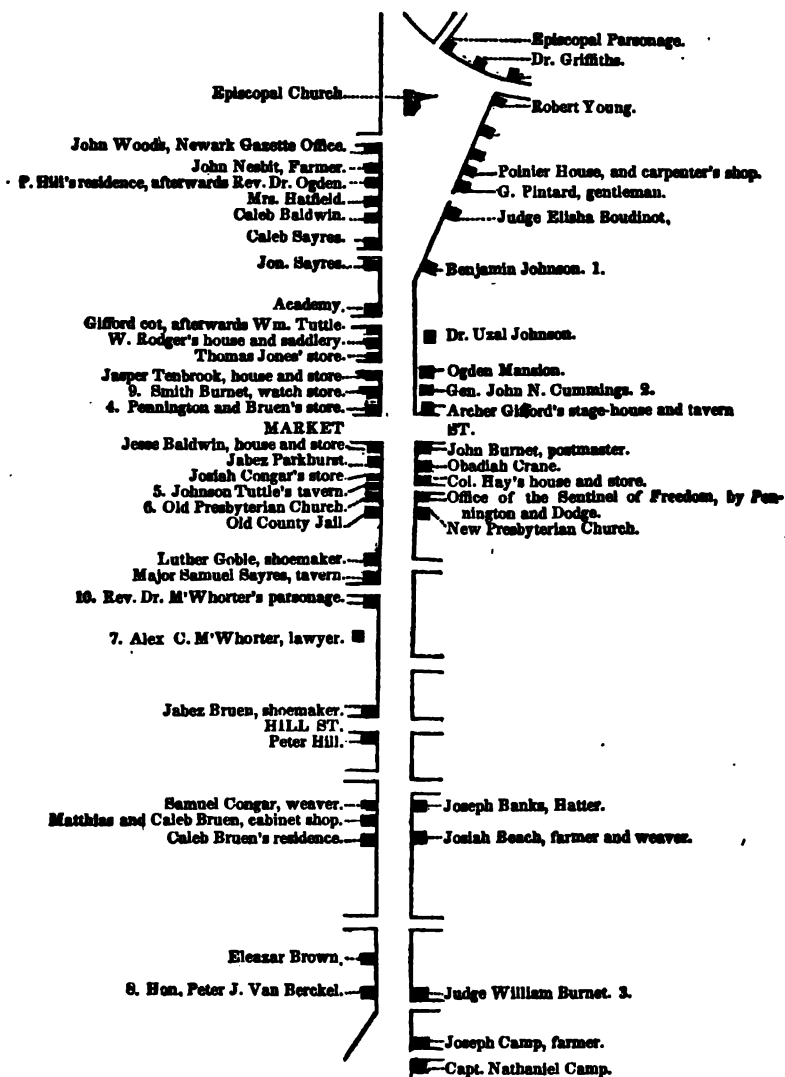 Episcopal Parsonage.
Dr. Griffiths.
Episcopal Church
Robert Young.
John Woods, Newark Gazette Office.
John Nesbit, Farmer.
P. Hill's residence, afterwards Rev. Dr. Ogden.
Mrs. Hatfield.
Caleb Baldwin.
Caleb Sayres.
Jon. Sayres.
Academy.
Gifford cot, afterwards Wm. Tuttle.
W. Rodger's house and saddlery.
Thomas Jones' store.
Jasper Tenbrook, house and store
9. Smith Burnet, watch store.
4. Pennington and Bruen's store.
Pointer House, and carpenter's shop.
G. Pintard, gentleman.
Judge Elisha Boudinot,
Benjamin Johnson. 1.
Dr. Uzal Johnson.
Ogden Mansion.
Gen. John N. Cummings. 2.
Archer Gifford's stage-house and tavern
MARKET ST.
Jesse Baldwin, house and store
Jabez Parkhurst.
Josiah Congar's store
5. Johnson Tuttle's tavern.
6. Old Presbyterian Church.
Old County Jail
Luther Goble, shoemaker.
Major Samuel Sayres, tavern.
10. Rev. Dr. M'Whorter's parsonage.
7. Alex C. M'Whorter, lawyer.
Jabez Bruen, shoemaker.
HILL ST.
Peter Hill.
Samuel Congar, weaver.
Matthias and Caleb Bruen, cabinet shop.
Caleb Bruen's residence.
Eleazar Brown,
8. Hon. Peter J. Van Berckel.
John Burnet, postmaster.
Obadiah Crane.
Col. Hay's house and store.
Office of the Sentinel of Freedom, by Pen-
nington and Dodge.
New Presbyterian Church.
Joseph Banks, Hatter.
Josiah Beach, farmer and weaver.
Judge William Burnet. 3.
Joseph Camp, farmer.
Capt. Nathaniel Camp.